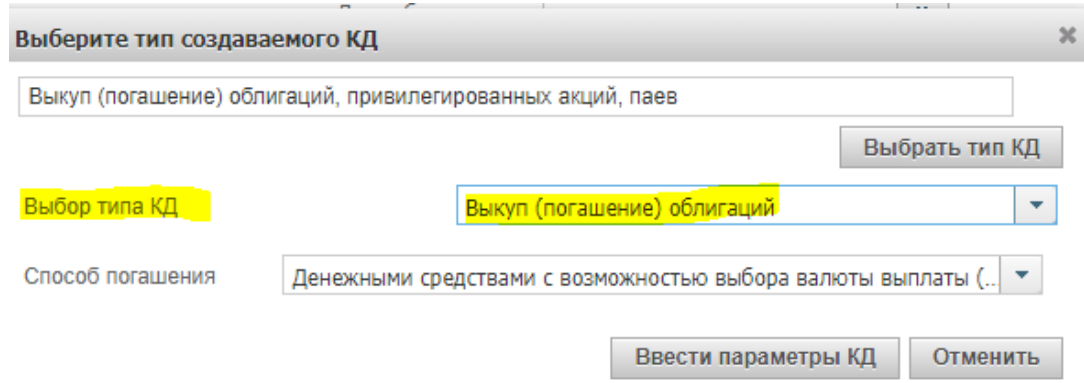 Выберите тип создаваемого КД
Выкуп (погашение) облигаций, привилегированных акций, паев
Выбрать тип КД
Выбор типа КД Выкуп (погашение) облигаций
Способ погашения Денежными средствами с возможностью выбора валюты выплаты (...
Ввести параметры КД Отменить